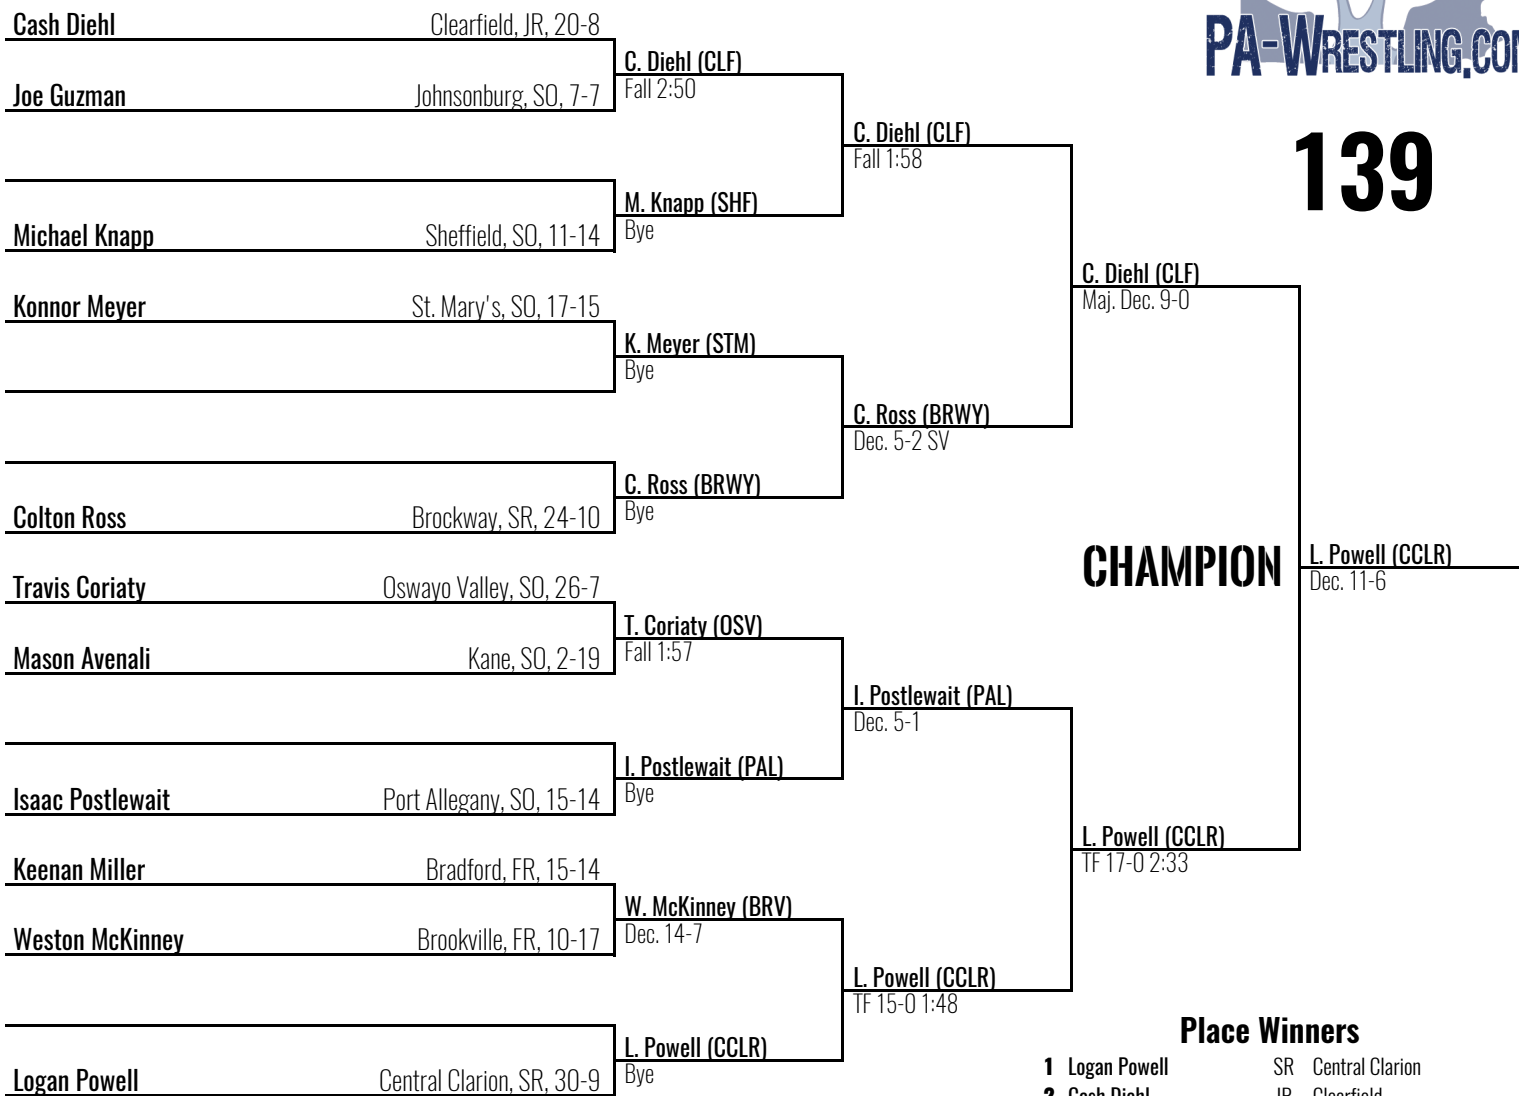 Cash Diehl Clearfield, JR, 20-8
PA-WRESTLING.CO
C. Diehl (CLF)
Joe Guzman Johnsonburg, SO, 7-7
Fall 2:50
C. Diehl (CLF)
Fall 1:58
139
M. Knapp (SHF)
Michael Knapp Sheffield, SO, 11-14
Bye
C. Diehl (CLF)
Maj. Dec. 9-0
Konnor Meyer St. Mary's, SO, 17-15
K. Meyer (STM)
Bye
C. Ross (BRWY)
Dec. 5-2 SV
C. Ross (BRWY)
Colton Ross Brockway, SR, 24-10
Bye
CHAMPION
L. Powell (CCLR)
Dec. 11-6
Travis Coriaty Oswayo Valley, SO, 26-7
T. Coriaty (OSV)
Mason Avenali Kane, SO, 2-19
Fall 1:57
I. Postlewait (PAL)
Dec. 5-1
I. Postlewait (PAL)
Isaac Postlewait Port Allegany, SO, 15-14
Bye
L. Powell (CCLR)
TF 17-0 2:33
Keenan Miller Bradford, FR, 15-14
W. McKinney (BRV)
Weston McKinney Brookville, FR, 10-17
Dec. 14-7
L. Powell (CCLR)
TF 15-0 1:48
L. Powell (CCLR)
Logan Powell Central Clarion, SR, 30-9
Bye
Place Winners
1 Logan Powell SR Central Clarion
2 Cash Diehl JR Clearfield